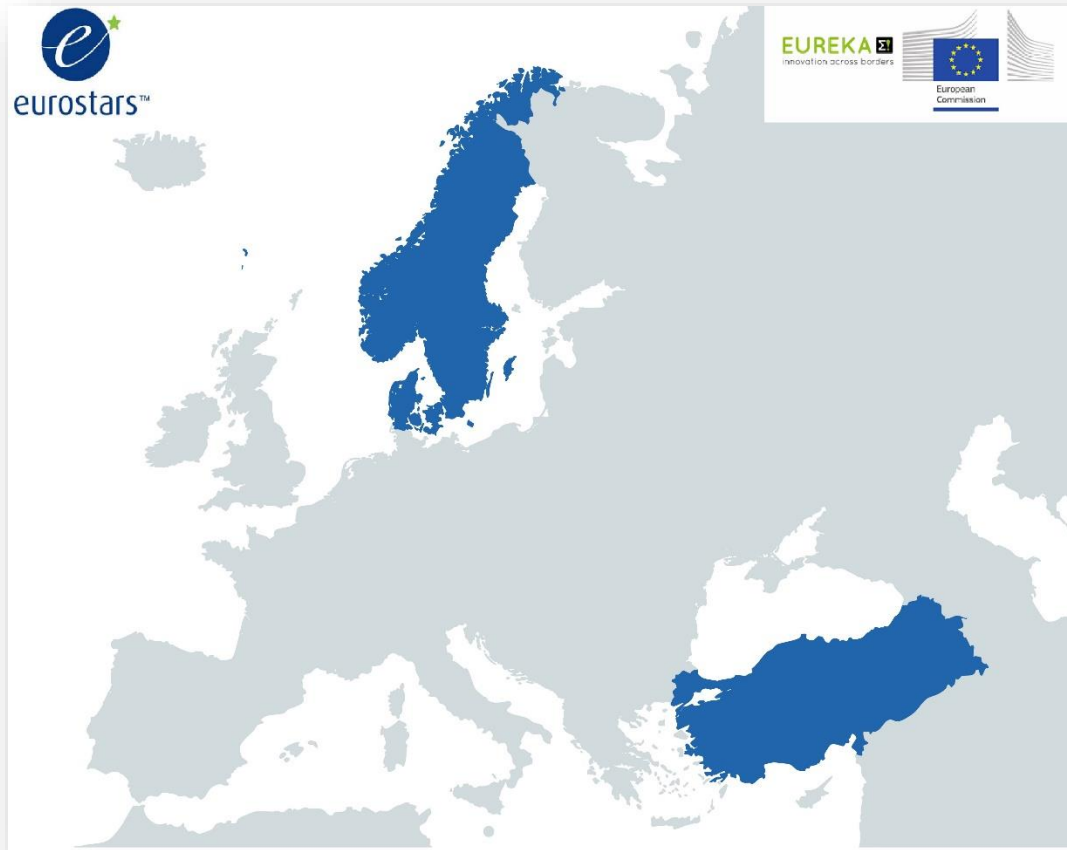 e
eurostars™
EUREKA Σ!
innovation across borders
European
Commission